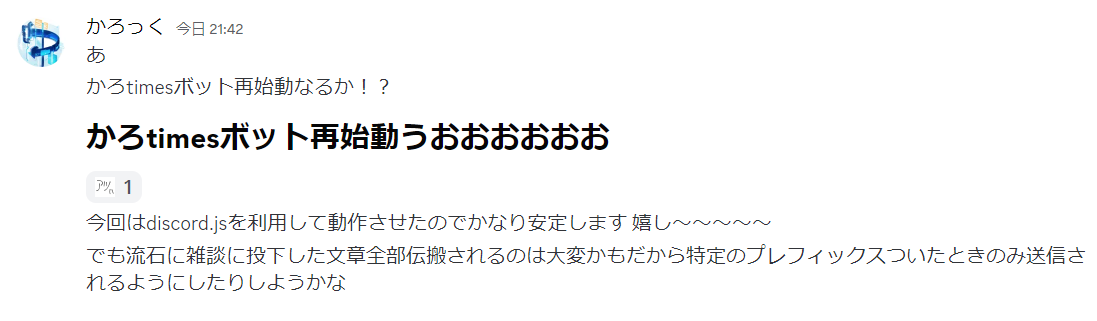 かろっく 今日 21:42
あ
かろtimesボット再始動なるか！？
かろtimesボット再始動うおおおおおお
アツい 1
今回はdiscord.jsを利用して動作させたのでかなり安定します 嬉し～～～～～
でも流石に雑談に投下した文章全部伝搬されるのは大変かもだから特定のプレフィックスついたときのみ送信さ
れるようにしたりしようかな